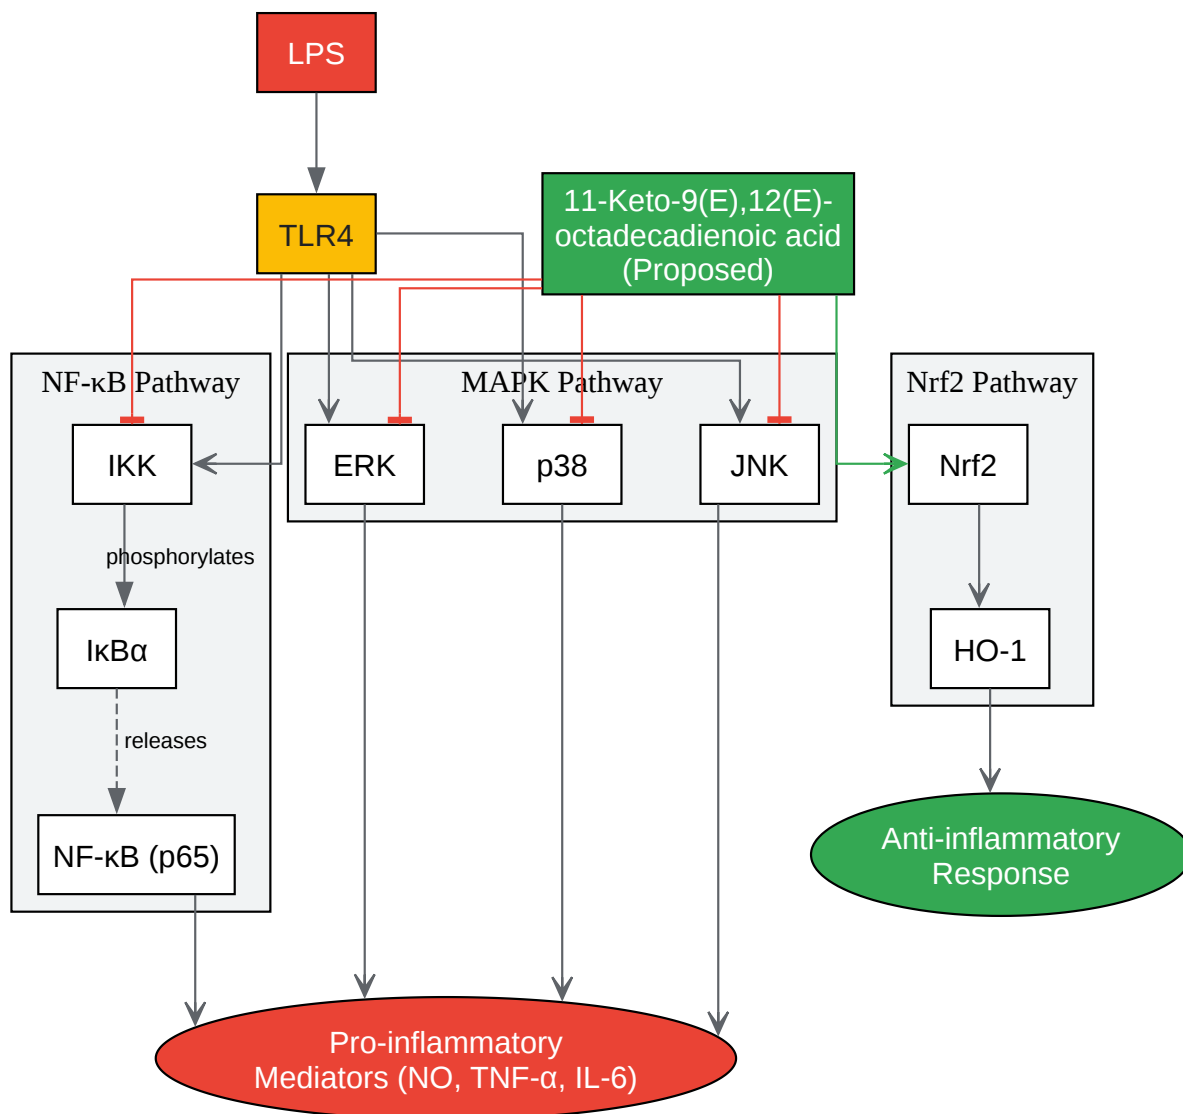 LPS
TLR4
11-Keto-9(E),12(E)-
octadecadienoic acid
(Proposed)
NF-κB Pathway
MAPK Pathway
Nrf2 Pathway
IKK
ERK
p38
JNK
Nrf2
phosphorylates
IκBα
HO-1
releases
NF-κB (p65)
Anti-inflammatory
Response
Pro-inflammatory
Mediators (NO, TNF-α, IL-6)